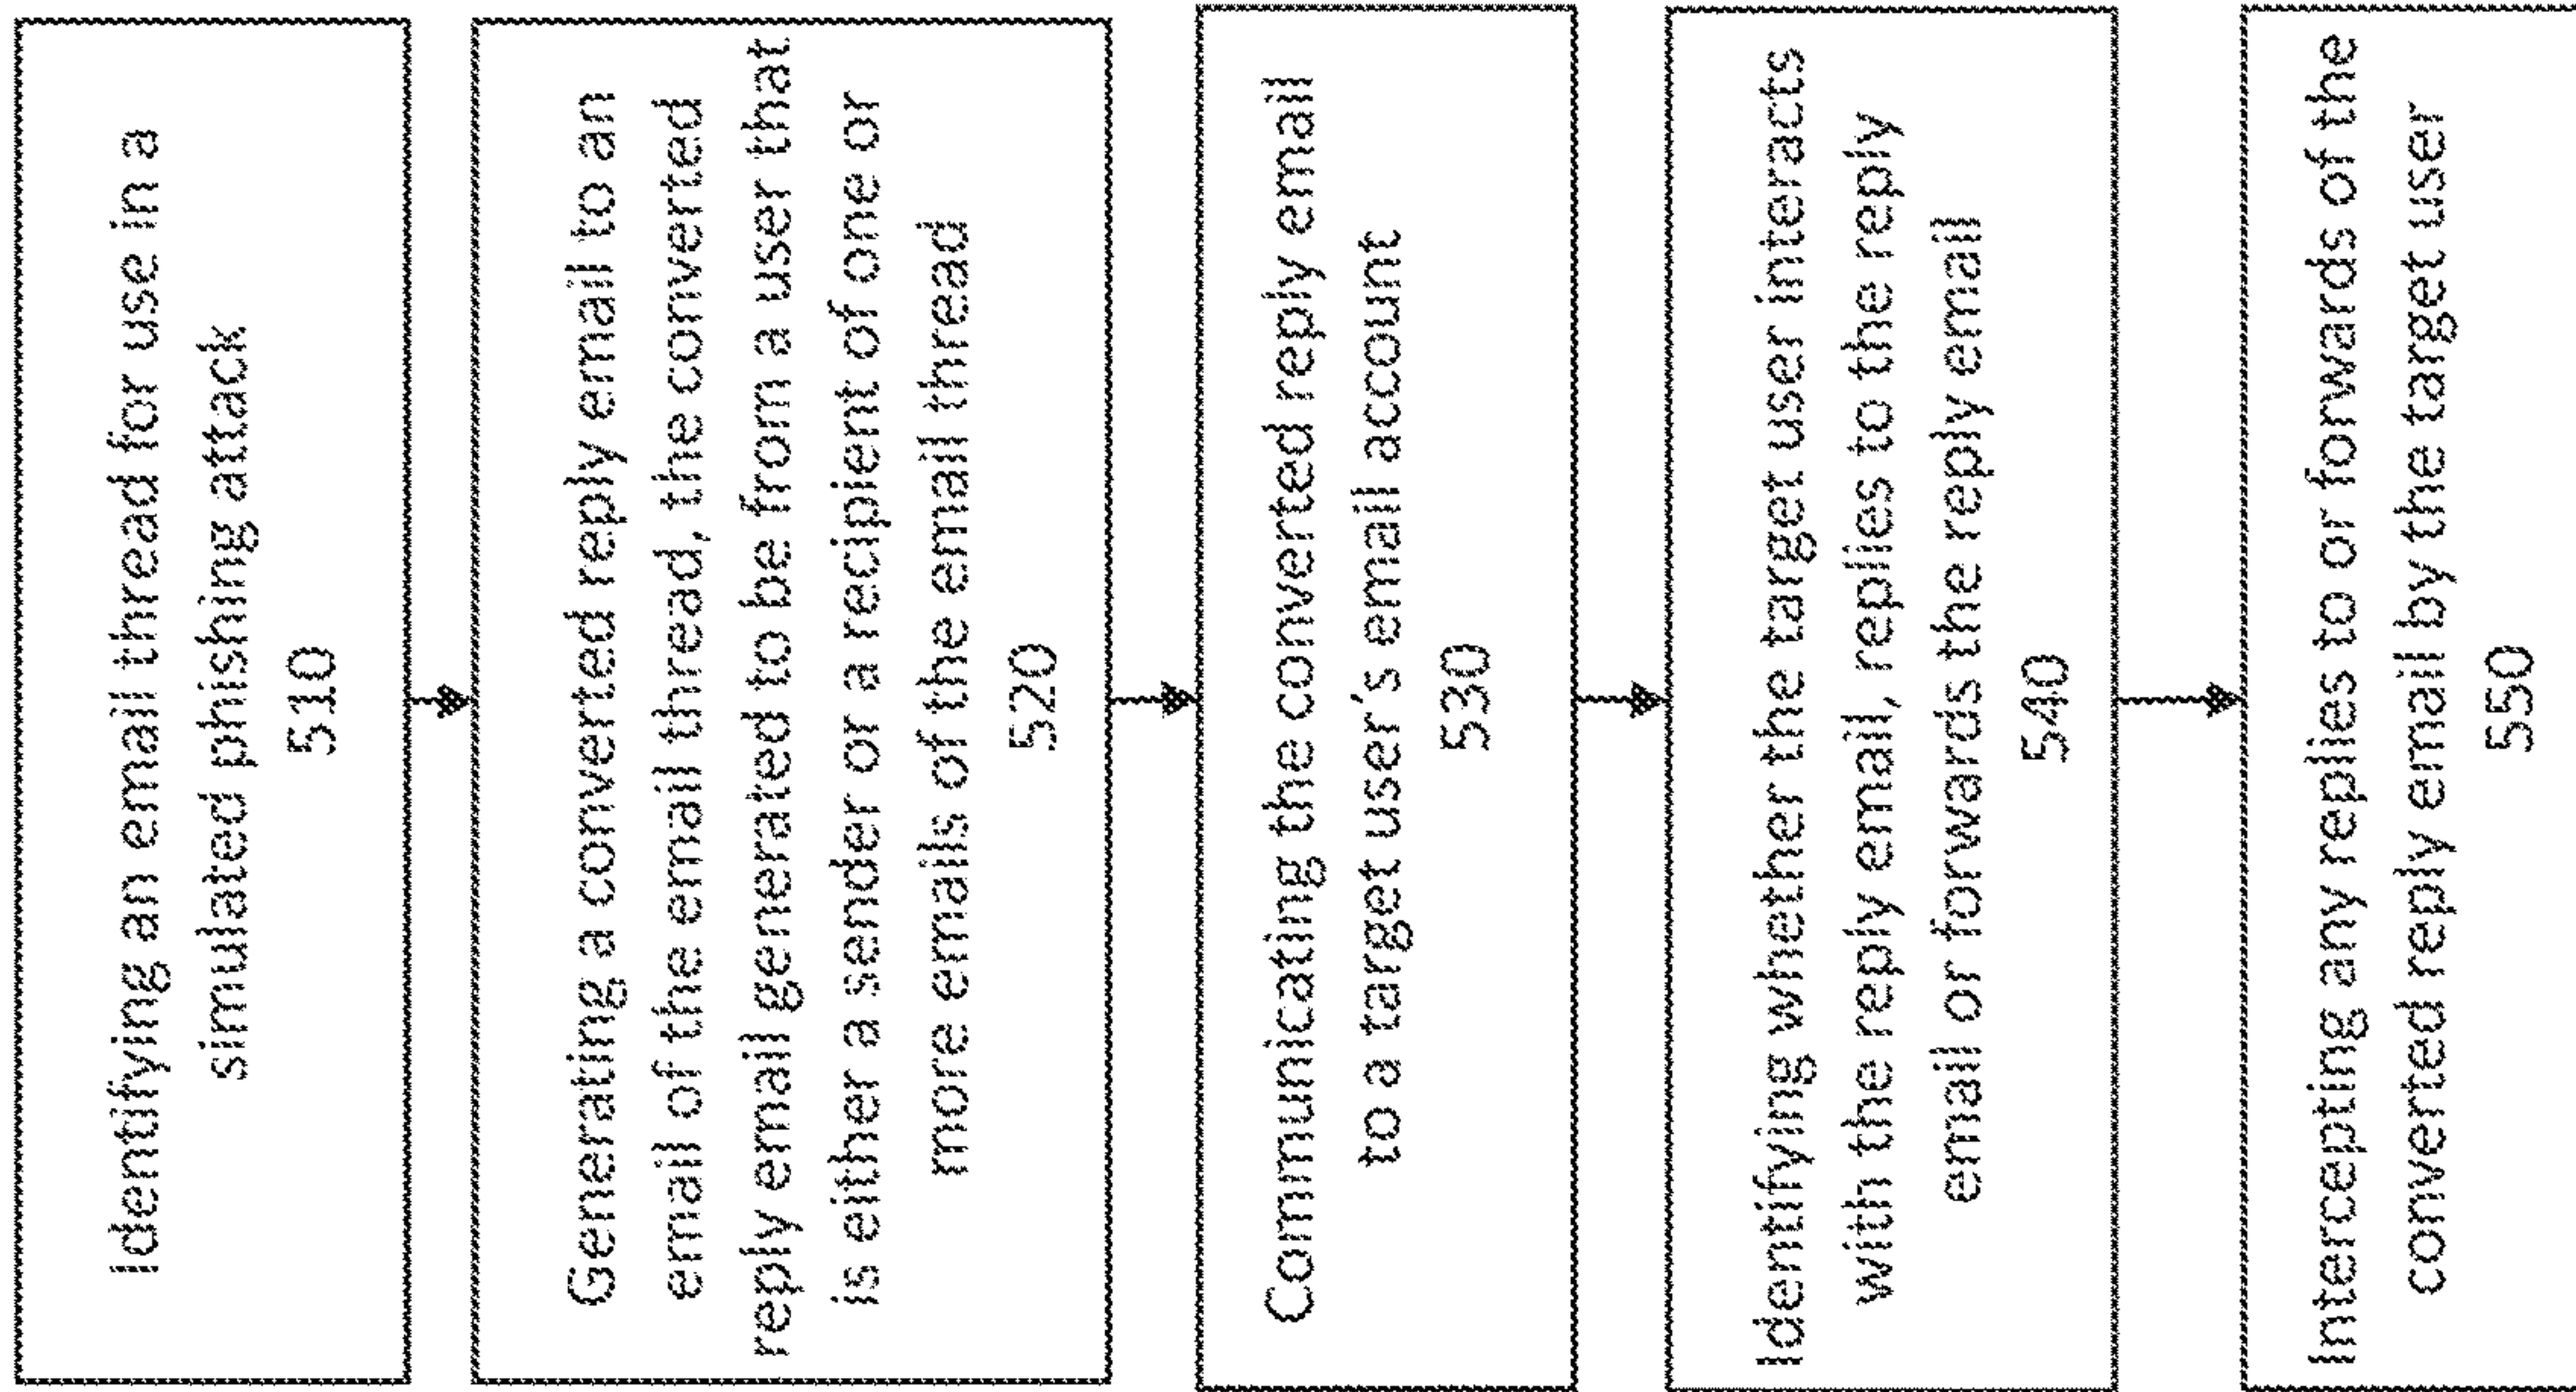 Identifying an email thread for use in a
simulated phishing attack
510
Generating a converted reply email to an
email of the email thread, the converted
reply email generated to be from a user that
is either a sender or a recipient of one or
more emails of the email thread
520
Communicating the converted reply email
to a target user's email account
530
Identifying whether the target user interacts
with the reply email, replies to the reply
email or forwards the reply email
540
Intercepting any replies to or forwards of the
converted reply email by the target user
550